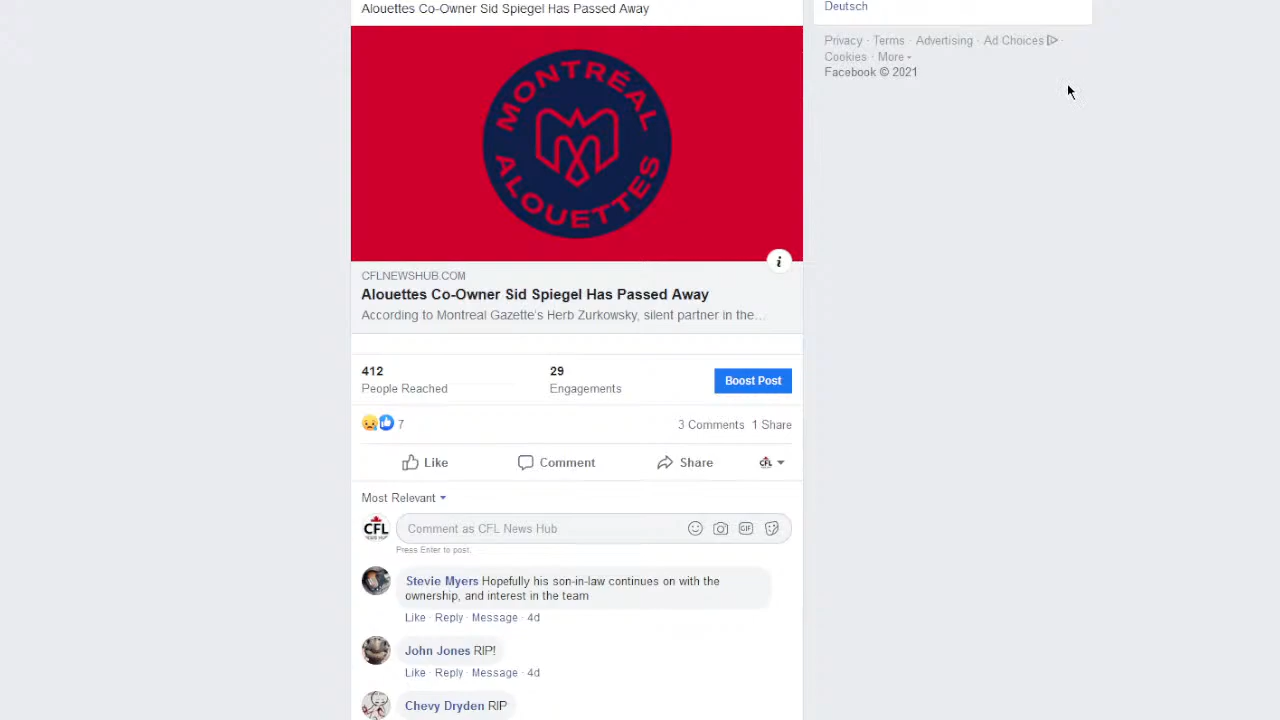 Alouettes Co-Owner Sid Spiegel Has Passed Away
Deutsch
Privacy · Terms · Advertising · Ad Choices ·
Cookies · More
Facebook © 2021
MONTRÉAL
ALOUETTES
CFLNEWSHUB.COM
Alouettes Co-Owner Sid Spiegel Has Passed Away
According to Montreal Gazette's Herb Zurkowsky, silent partner in the...
412
People Reached
29
Engagements
Boost Post
7
3 Comments 1 Share
Like
Comment
Share
CFL
Most Relevant
CFL
Comment as CFL News Hub
GIF
Press Enter to post.
Stevie Myers Hopefully his son-in-law continues on with the
ownership, and interest in the team
Like · Reply · Message · 4d
John Jones RIP!
Like · Reply · Message · 4d
Chevy Dryden RIP